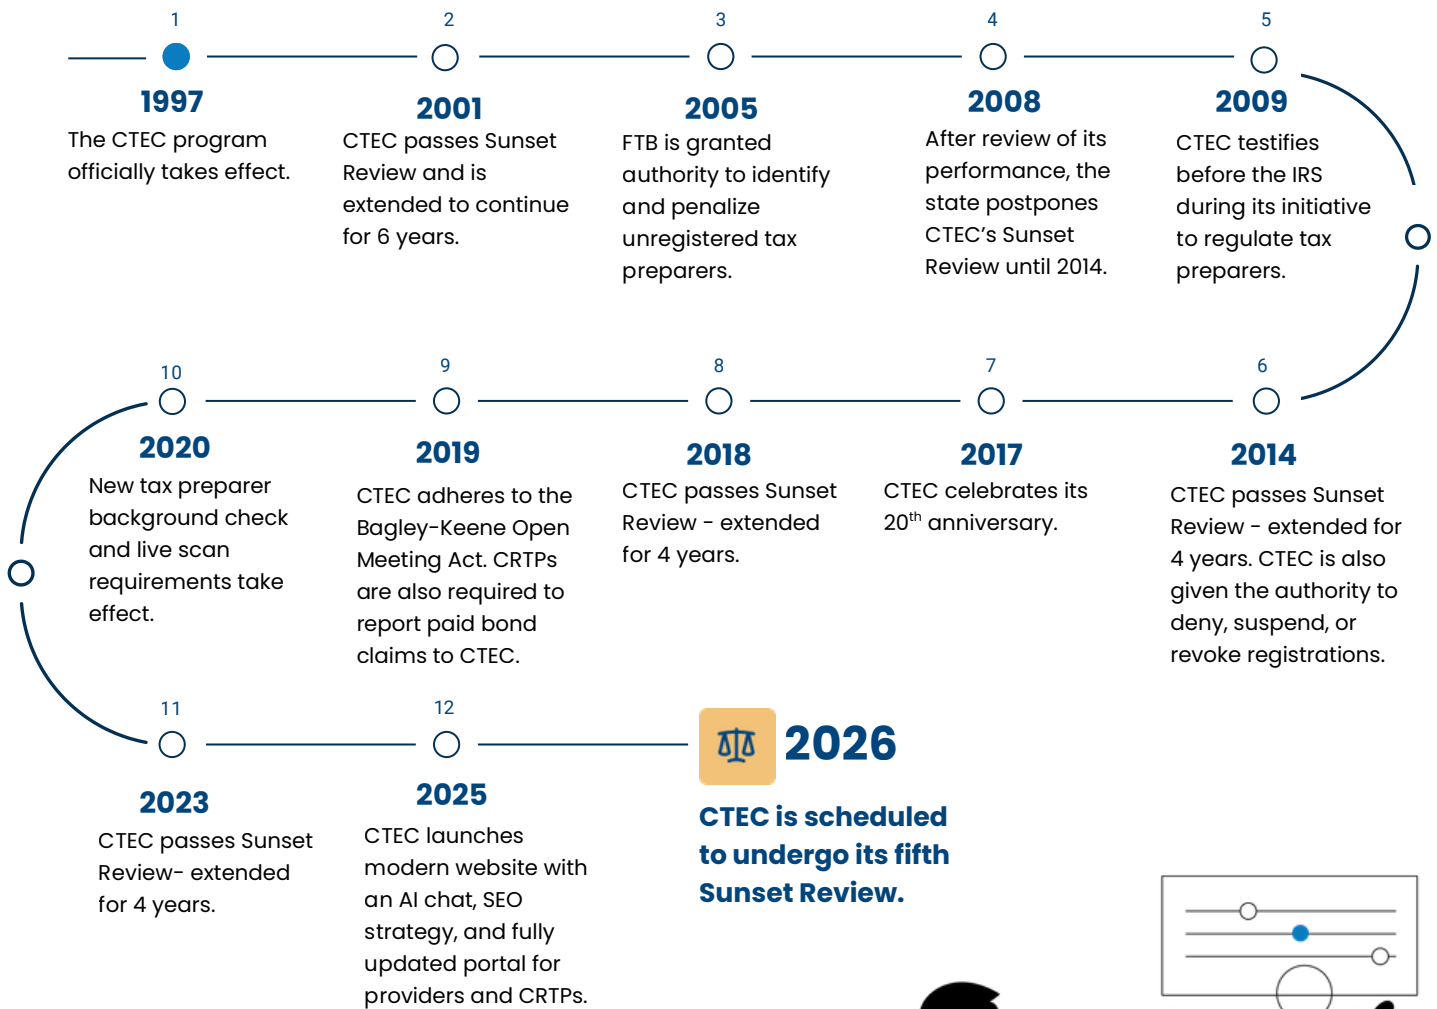 1
1997
The CTEC program
officially takes effect.
2
2001
CTEC passes Sunset
Review and is
extended to continue
for 6 years.
3
2005
FTB is granted
authority to identify
and penalize
unregistered tax
preparers.
4
2008
After review of its
performance, the
state postpones
CTEC’s Sunset
Review until 2014.
5
2009
CTEC testifies
before the IRS
during its initiative
to regulate tax
preparers.
6
2014
CTEC passes Sunset
Review - extended for
4 years. CTEC is also
given the authority to
deny, suspend, or
revoke registrations.
7
2017
CTEC celebrates its
20th anniversary.
8
2018
CTEC passes Sunset
Review - extended
for 4 years.
9
2019
CTEC adheres to the
Bagley-Keene Open
Meeting Act. CRTPs
are also required to
report paid bond
claims to CTEC.
10
2020
New tax preparer
background check
and live scan
requirements take
effect.
11
2023
CTEC passes Sunset
Review- extended
for 4 years.
12
2025
CTEC launches
modern website with
an AI chat, SEO
strategy, and fully
updated portal for
providers and CRTPs.
2026
CTEC is scheduled
to undergo its fifth
Sunset Review.